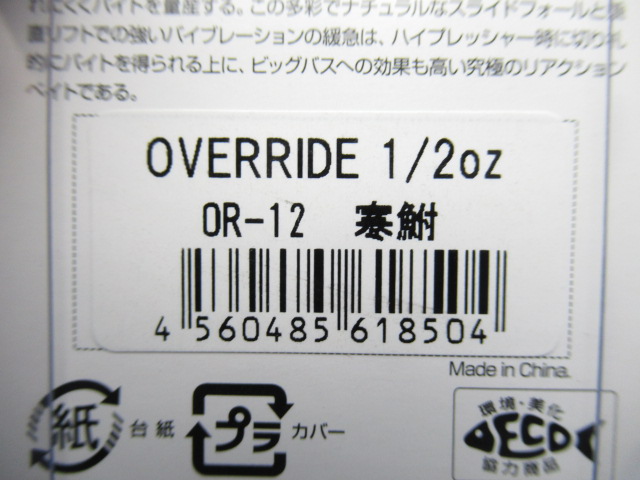 れにくくバイトを量産する。この多彩でナチュラルなスライドフォールと
直リフトでの強いバイブレーションの緩急は、ハイプレッシャー時に切り札
的にバイトを得られる上に、ビッグバスへの効果も高い究極のリアクション
ベイトである。
OVERRIDE 1/2oz
OR-12 寒鮒
4 560485 618504
Made in China.
紙 台紙
プラ カバー
環境・美化
ECO
協力商品